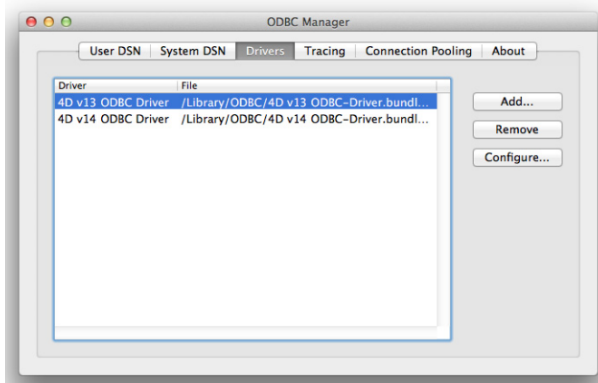 ODBC Manager
User DSN System DSN Drivers Tracing Connection Pooling About
Driver File
4D v13 ODBC Driver /Library/ODBC/4D v13 ODBC-Driver.bundl...
4D v14 ODBC Driver /Library/ODBC/4D v14 ODBC-Driver.bundl...
Add...
Remove
Configure...